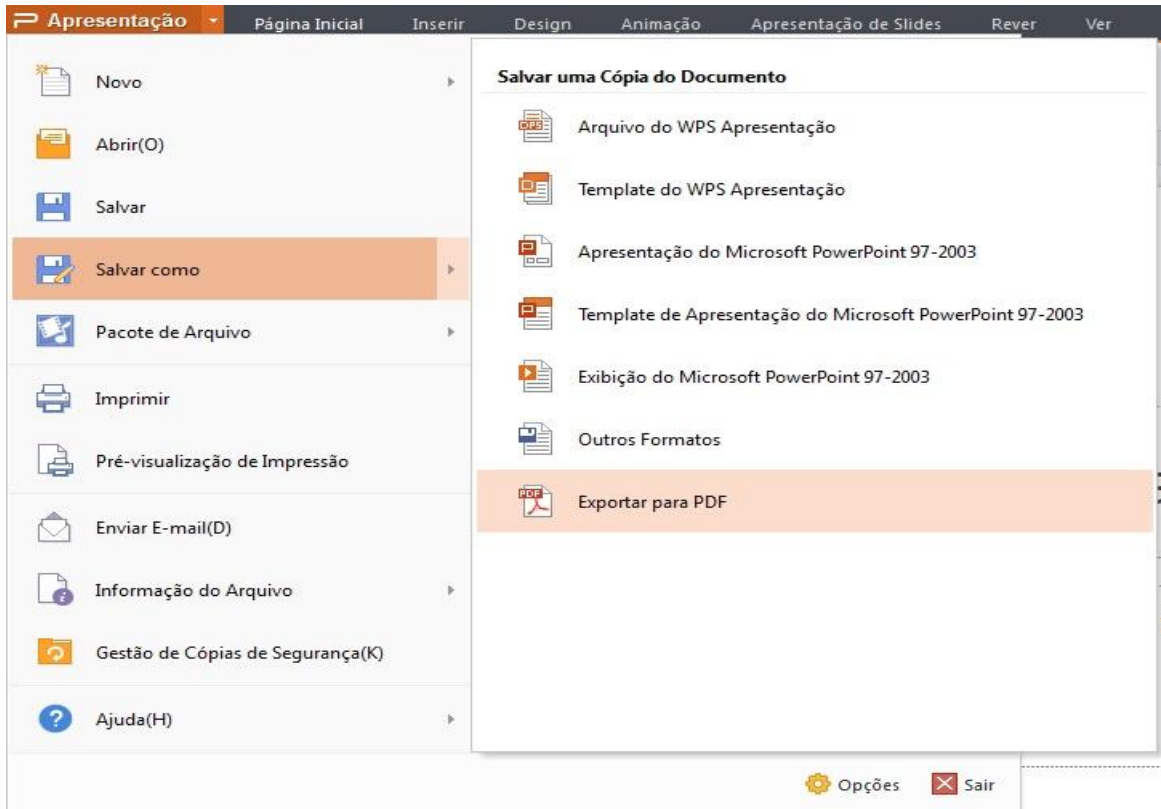 Apresentação
Página Inicial Inserir Design Animação Apresentação de Slides Rever Ver
Novo
Abrir(O)
Salvar
Salvar como
Pacote de Arquivo
Imprimir
Pré-visualização de Impressão
Enviar E-mail(D)
Informação do Arquivo
Gestão de Cópias de Segurança(K)
Ajuda(H)
Salvar uma Cópia do Documento
DPS
Arquivo do WPS Apresentação
Template do WPS Apresentação
Apresentação do Microsoft PowerPoint 97-2003
Template de Apresentação do Microsoft PowerPoint 97-2003
Exibição do Microsoft PowerPoint 97-2003
Outros Formatos
PDF
Exportar para PDF
Opções Sair